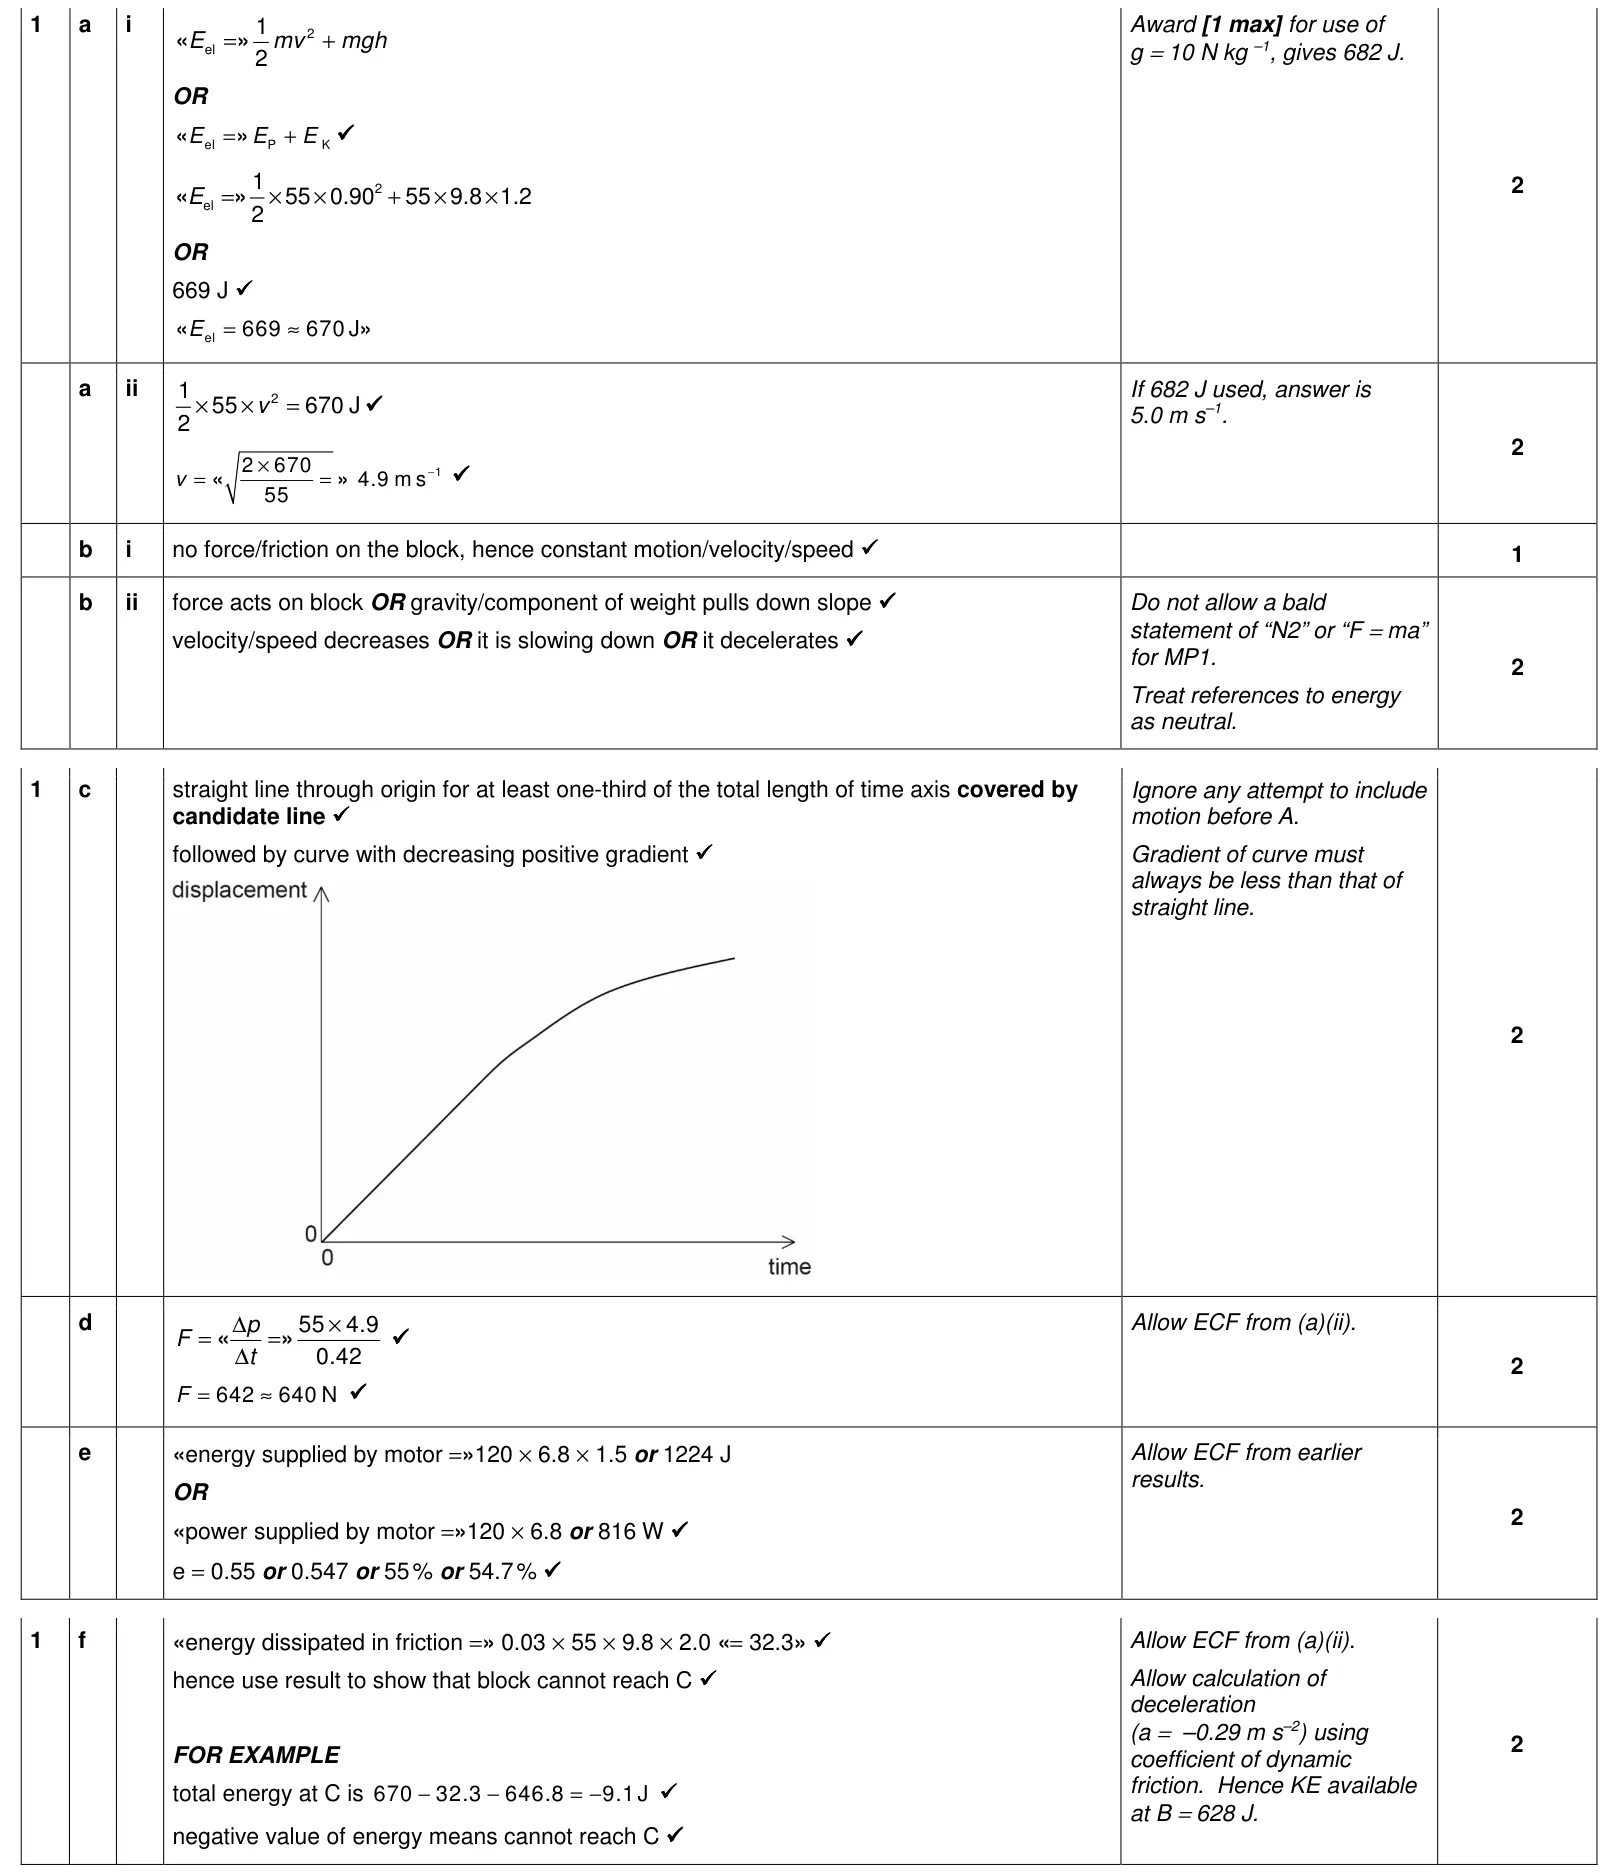 1 a i «E_el =» 1/2 mv² + mgh
OR
«E_el =» E_P + E_K ✓
«E_el =» 1/2 × 55 × 0.90² + 55 × 9.8 × 1.2
OR
669 J ✓
«E_el = 669 ≈ 670 J»
Award [1 max] for use of
g = 10 N kg⁻¹, gives 682 J.
2
a ii 1/2 × 55 × v² = 670 J ✓
v = «√(2 × 670 / 55) =» 4.9 m s⁻¹ ✓
If 682 J used, answer is
5.0 m s⁻¹.
2
b i no force/friction on the block, hence constant motion/velocity/speed ✓
1
b ii force acts on block OR gravity/component of weight pulls down slope ✓
velocity/speed decreases OR it is slowing down OR it decelerates ✓
Do not allow a bald
statement of “N2” or “F = ma”
for MP1.
Treat references to energy
as neutral.
2
1 c straight line through origin for at least one-third of the total length of time axis covered by
candidate line ✓
followed by curve with decreasing positive gradient ✓
displacement
0
0
time
Ignore any attempt to include
motion before A.
Gradient of curve must
always be less than that of
straight line.
2
d F = «Δp/Δt =» 55 × 4.9 / 0.42 ✓
F = 642 ≈ 640 N ✓
Allow ECF from (a)(ii).
2
e «energy supplied by motor =» 120 × 6.8 × 1.5 or 1224 J
OR
«power supplied by motor =» 120 × 6.8 or 816 W ✓
e = 0.55 or 0.547 or 55% or 54.7% ✓
Allow ECF from earlier
results.
2
1 f «energy dissipated in friction =» 0.03 × 55 × 9.8 × 2.0 «= 32.3» ✓
hence use result to show that block cannot reach C ✓
FOR EXAMPLE
total energy at C is 670 − 32.3 − 646.8 = −9.1 J ✓
negative value of energy means cannot reach C ✓
Allow ECF from (a)(ii).
Allow calculation of
deceleration
(a = –0.29 m s⁻²) using
coefficient of dynamic
friction. Hence KE available
at B = 628 J.
2